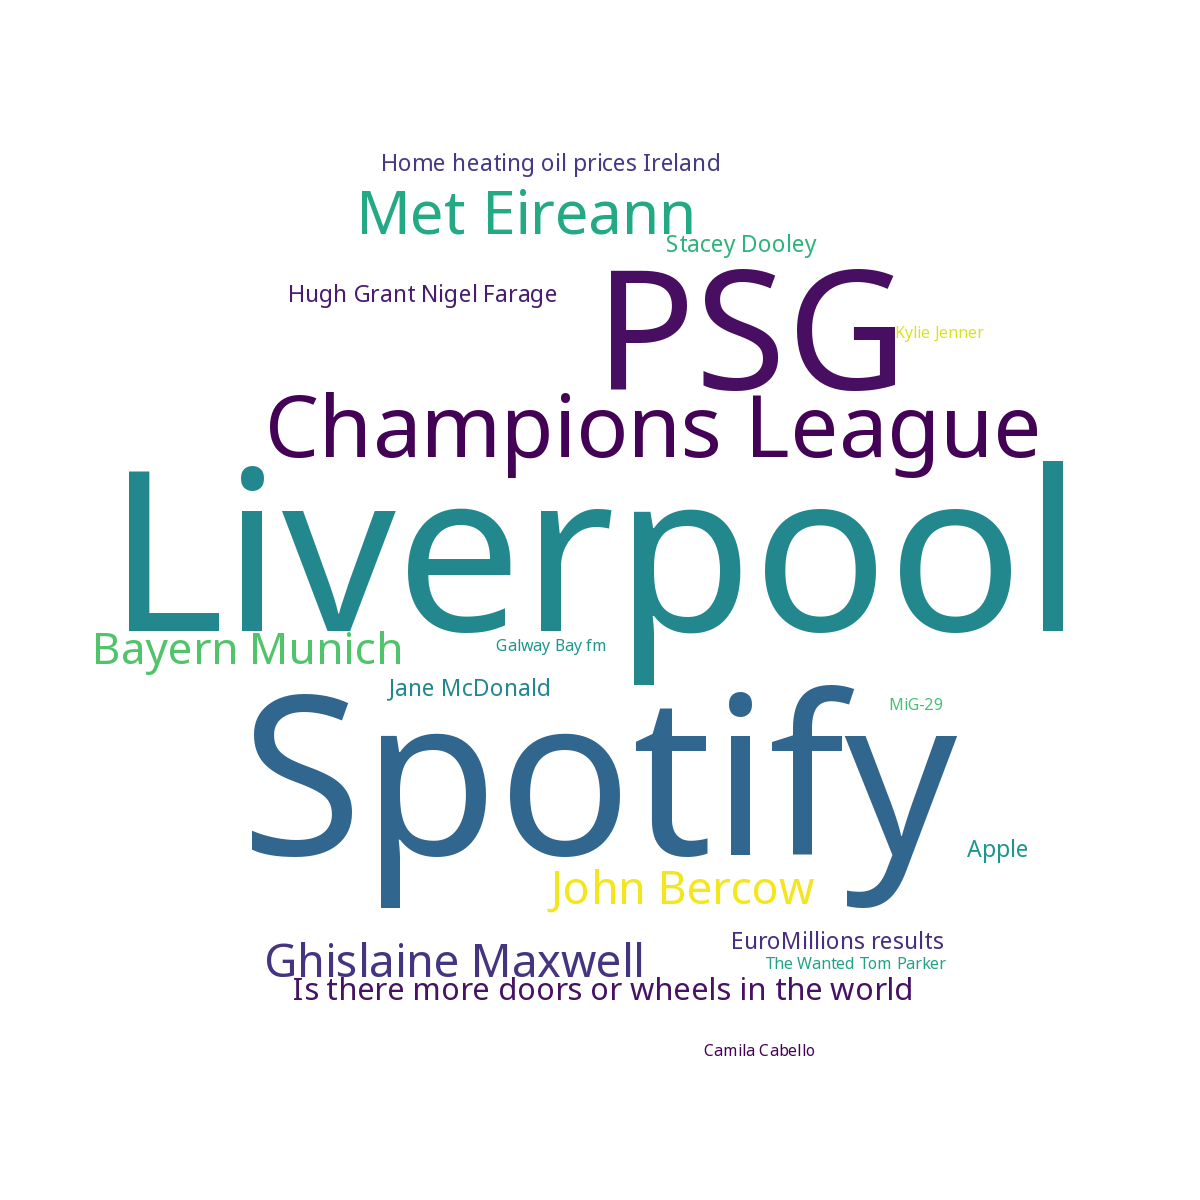 Home heating oil prices Ireland
Met Eireann
Stacey Dooley
Hugh Grant Nigel Farage
PSG
Kylie Jenner
Champions League
Liverpool
Bayern Munich
Galway Bay fm
Jane McDonald
MiG-29
Spotify
Apple
John Bercow
EuroMillions results
Ghislaine Maxwell
The Wanted Tom Parker
Is there more doors or wheels in the world
Camila Cabello